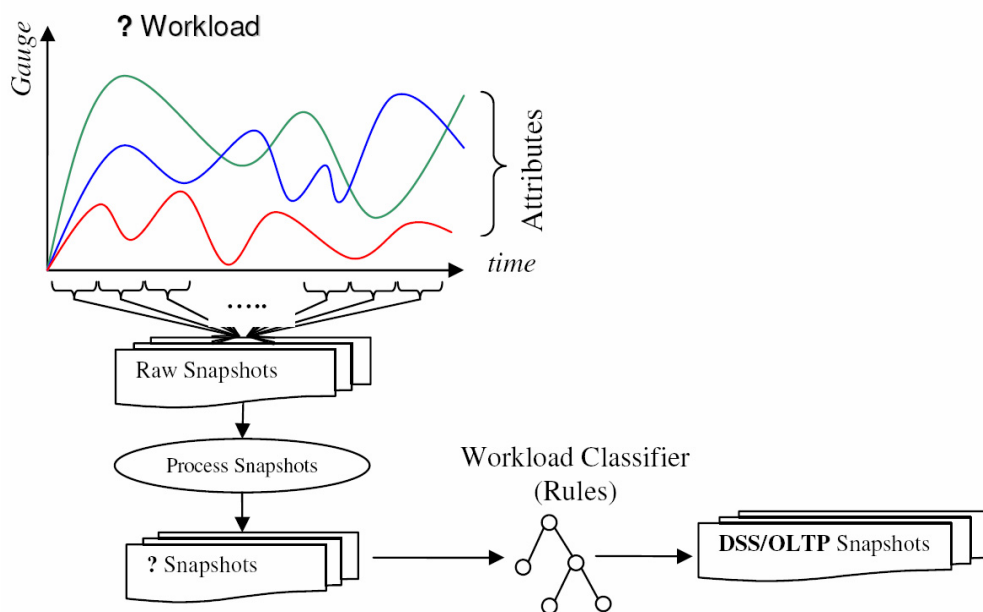 ? Workload
Gauge
Attributes
time
.....
Raw Snapshots
Process Snapshots
Workload Classifier
(Rules)
? Snapshots
DSS/OLTP Snapshots